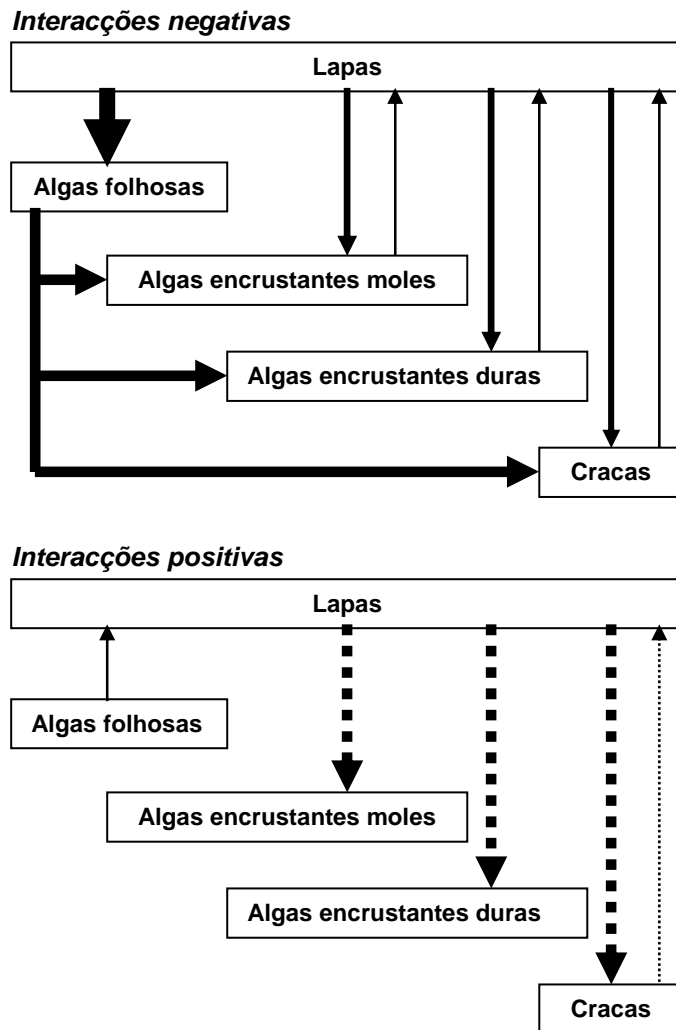 Interacções negativas
Lapas
Algas folhosas
Algas encrustantes moles
Algas encrustantes duras
Cracas
Interacções positivas
Lapas
Algas folhosas
Algas encrustantes moles
Algas encrustantes duras
Cracas